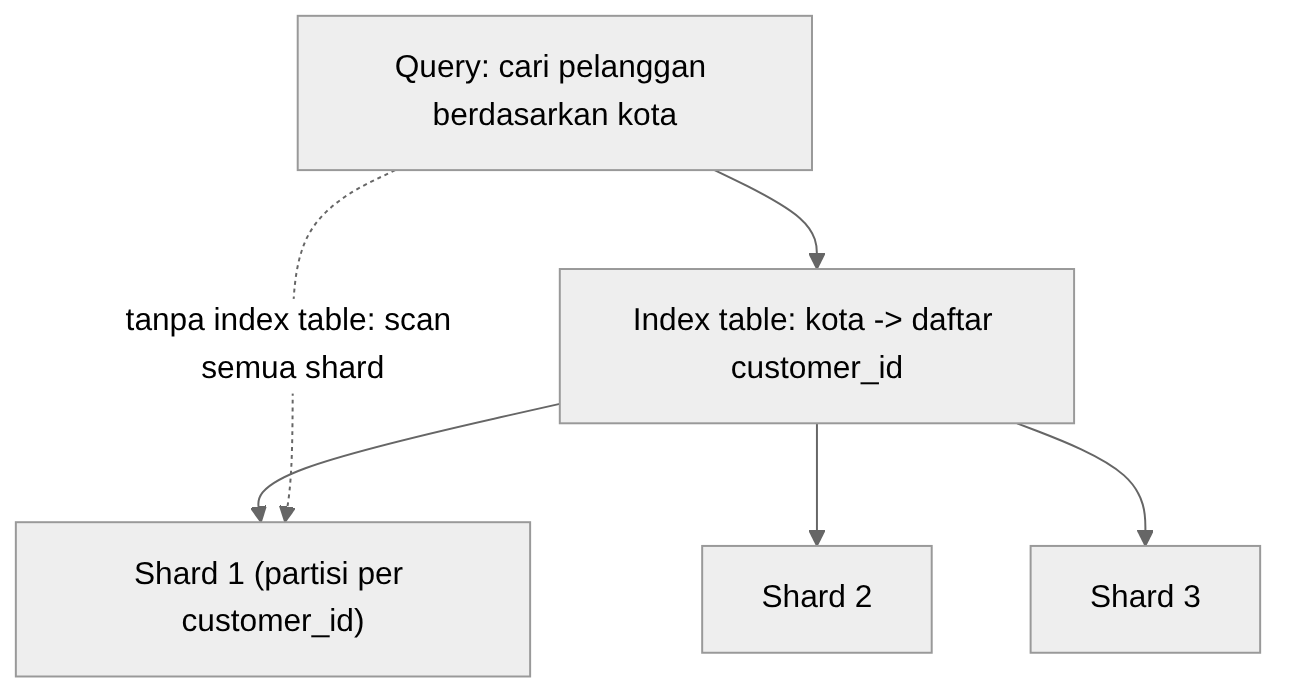 Query: cari pelanggan
berdasarkan kota
tanpa index table: scan
semua shard
Index table: kota -> daftar
customer_id
Shard 1 (partisi per
customer_id)
Shard 2
Shard 3